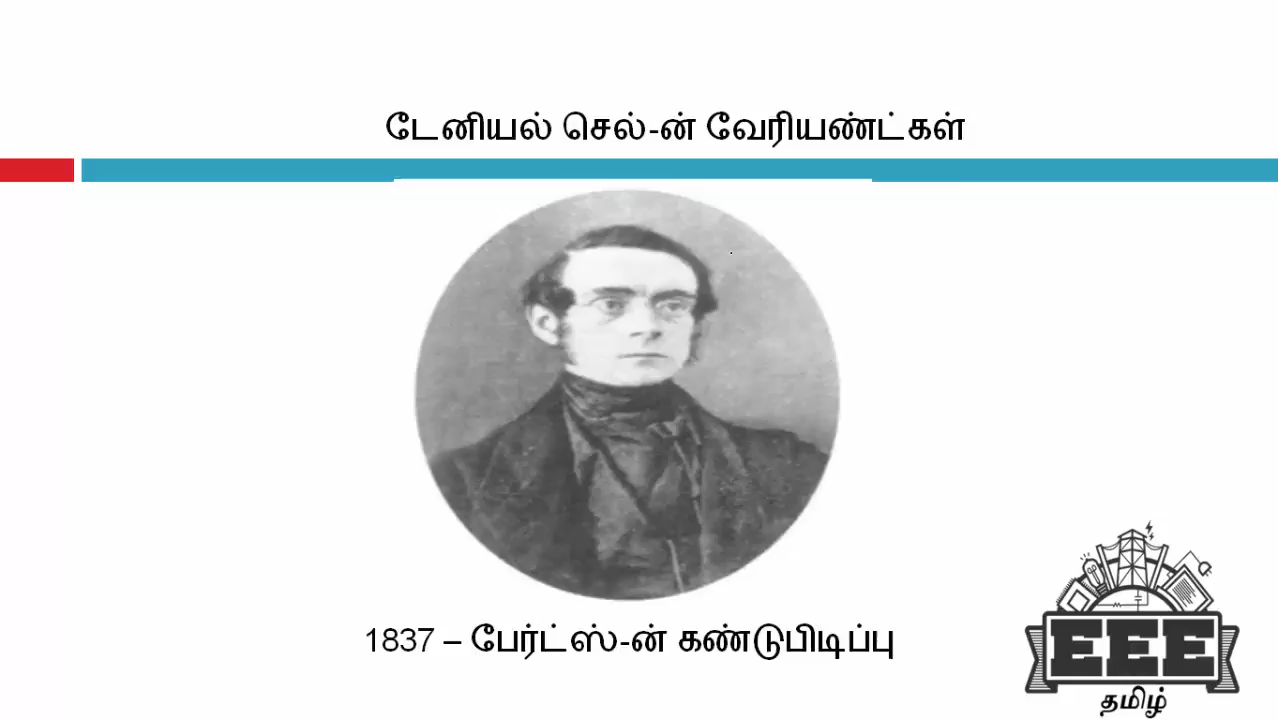 டேனியல் செல்-ன் வேரியண்ட்கள்
1837 – பேர்ட்ஸ்-ன் கண்டுபிடிப்பு
EEE
தமிழ்